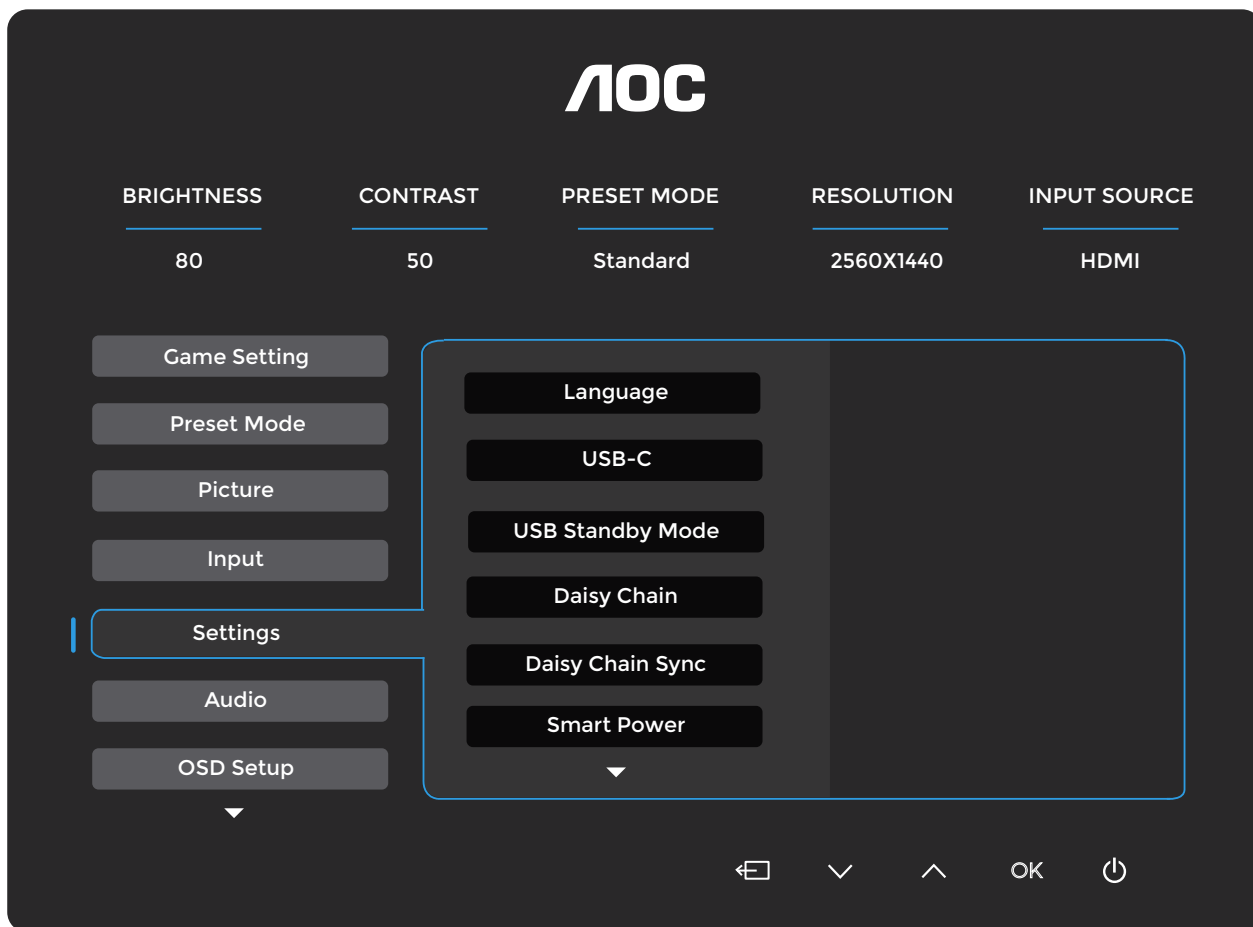 AOC
BRIGHTNESS CONTRAST PRESET MODE RESOLUTION INPUT SOURCE
80 50 Standard 2560X1440 HDMI
Game Setting
Preset Mode
Picture
Input
Settings
Audio
OSD Setup
Language
USB-C
USB Standby Mode
Daisy Chain
Daisy Chain Sync
Smart Power
OK